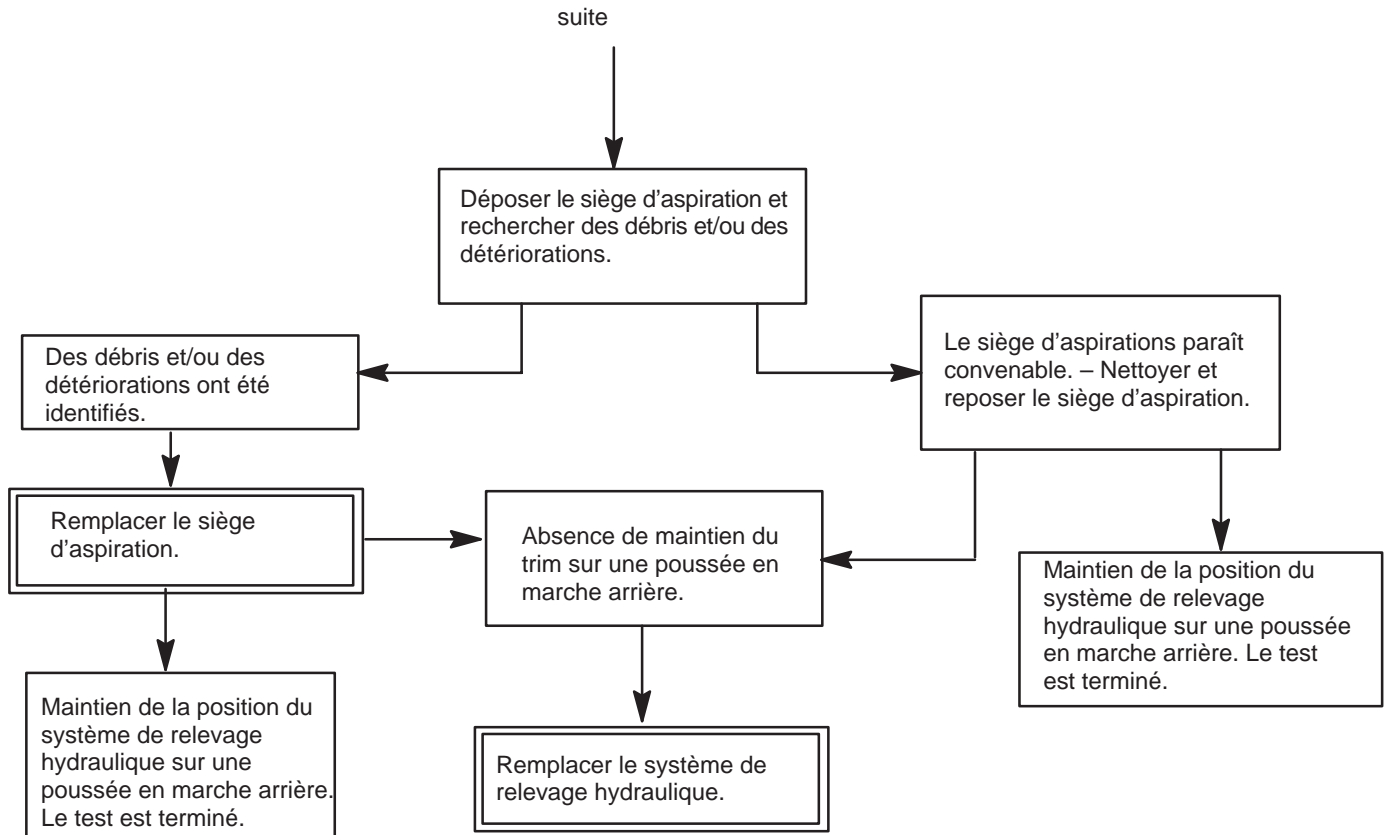 suite
Déposer le siège d’aspiration et
rechercher des débris et/ou des
détériorations.
Des débris et/ou des
détériorations ont été
identifiés.
Le siège d’aspirations paraît
convenable. – Nettoyer et
reposer le siège d’aspiration.
Remplacer le siège
d’aspiration.
Absence de maintien du
trim sur une poussée en
marche arrière.
Maintien de la position du
système de relevage
hydraulique sur une poussée
en marche arrière. Le test
est terminé.
Maintien de la position du
système de relevage
hydraulique sur une
poussée en marche arrière.
Le test est terminé.
Remplacer le système de
relevage hydraulique.